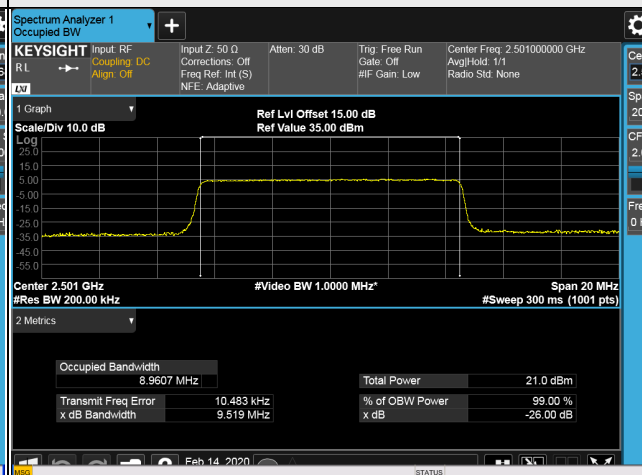 Spectrum Analyzer 1
Occupied BW
KEYSIGHT
R L
LXI
Input: RF
Coupling: DC
Align: Off
Input Z: 50 Ω
Corrections: Off
Freq Ref: Int (S)
NFE: Adaptive
Atten: 30 dB
Trig: Free Run
Gate: Off
#IF Gain: Low
Center Freq: 2.501000000 GHz
Avg|Hold: 1/1
Radio Std: None
1 Graph
Scale/Div 10.0 dB
Ref Lvl Offset 15.00 dB
Ref Value 35.00 dBm
Log
25.0
15.0
5.00
-5.00
-15.0
-25.0
-35.0
-45.0
-55.0
Center 2.501 GHz
#Res BW 200.00 kHz
#Video BW 1.0000 MHz*
Span 20 MHz
#Sweep 300 ms (1001 pts)
2 Metrics
Occupied Bandwidth
8.9607 MHz
Transmit Freq Error 10.483 kHz
x dB Bandwidth 9.519 MHz
Total Power 21.0 dBm
% of OBW Power 99.00 %
x dB -26.00 dB
Feb 14, 2020
MSG
STATUS